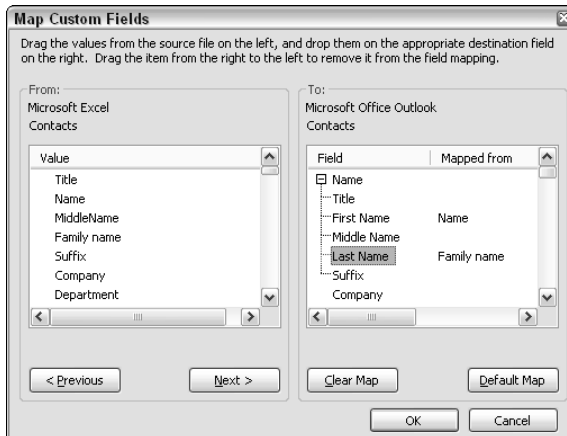 Map Custom Fields
Drag the values from the source file on the left, and drop them on the appropriate destination field
on the right. Drag the item from the right to the left to remove it from the field mapping.
From:
Microsoft Excel
Contacts
Value
Title
Name
MiddleName
Family name
Suffix
Company
Department
< Previous
Next >
To:
Microsoft Office Outlook
Contacts
Field Mapped from
Name
Title
First Name Name
Middle Name
Last Name Family name
Suffix
Company
Clear Map
Default Map
OK
Cancel